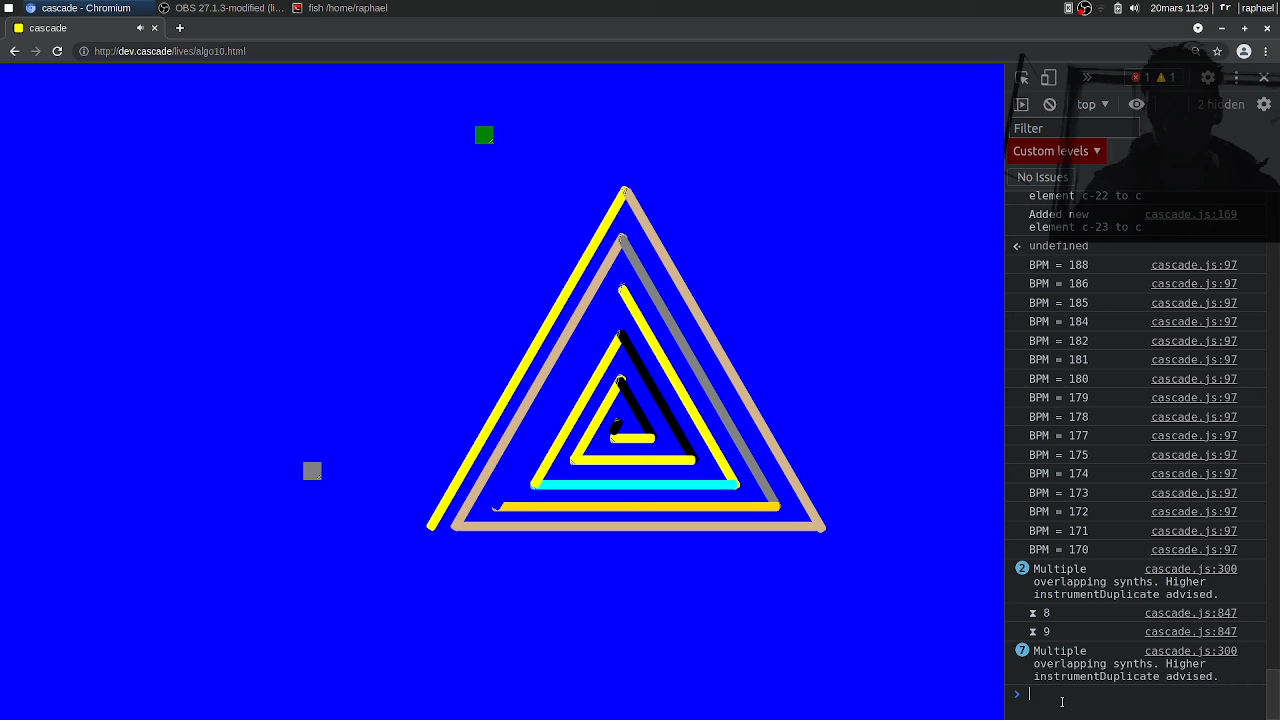 cascade - Chromium
OBS 27.1.3-modified (li...
fish /home/raphael
20mars 11:29
fr
raphael
cascade
http://dev.cascade/lives/algo10.html
1
1
top ▼
2 hidden
Filter
Custom levels ▼
No Issues
element c-22 to c
Added new cascade.js:169
element c-23 to c
undefined
BPM = 188 cascade.js:97
BPM = 186 cascade.js:97
BPM = 185 cascade.js:97
BPM = 184 cascade.js:97
BPM = 182 cascade.js:97
BPM = 181 cascade.js:97
BPM = 180 cascade.js:97
BPM = 179 cascade.js:97
BPM = 178 cascade.js:97
BPM = 177 cascade.js:97
BPM = 175 cascade.js:97
BPM = 174 cascade.js:97
BPM = 173 cascade.js:97
BPM = 172 cascade.js:97
BPM = 171 cascade.js:97
BPM = 170 cascade.js:97
2 Multiple cascade.js:300
overlapping synths. Higher
instrumentDuplicate advised.
⧗ 8 cascade.js:847
⧗ 9 cascade.js:847
7 Multiple cascade.js:300
overlapping synths. Higher
instrumentDuplicate advised.